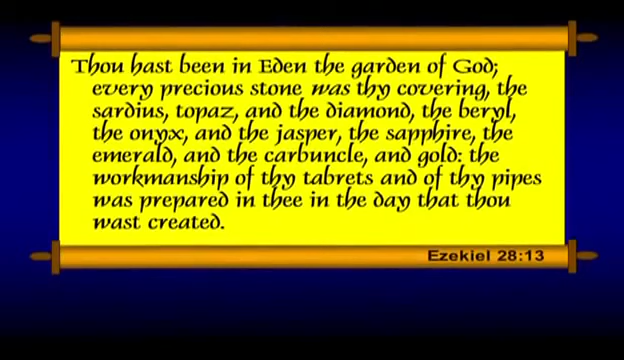 Thou hast been in Eden the garden of God;
every precious stone was thy covering, the
sardius, topaz, and the diamond, the beryl,
the onyx, and the jasper, the sapphire, the
emerald, and the carbuncle, and gold: the
workmanship of thy tabrets and of thy pipes
was prepared in thee in the day that thou
wast created.
Ezekiel 28:13